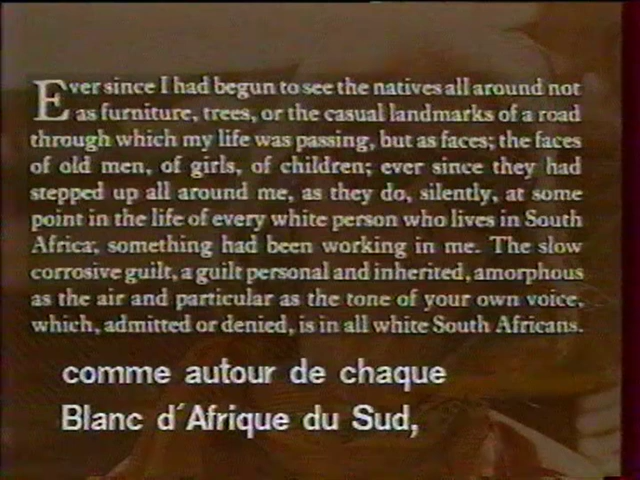 Ever since I had begun to see the natives all around not
as furniture, trees, or the casual landmarks of a road
through which my life was passing, but as faces; the faces
of old men, of girls, of children; ever since they had
stepped up all around me, as they do, silently, at some
point in the life of every white person who lives in South
Africa, something had been working in me. The slow
corrosive guilt, a guilt personal and inherited, amorphous
as the air and particular as the tone of your own voice,
which, admitted or denied, is in all white South Africans.
comme autour de chaque
Blanc d´Afrique du Sud,